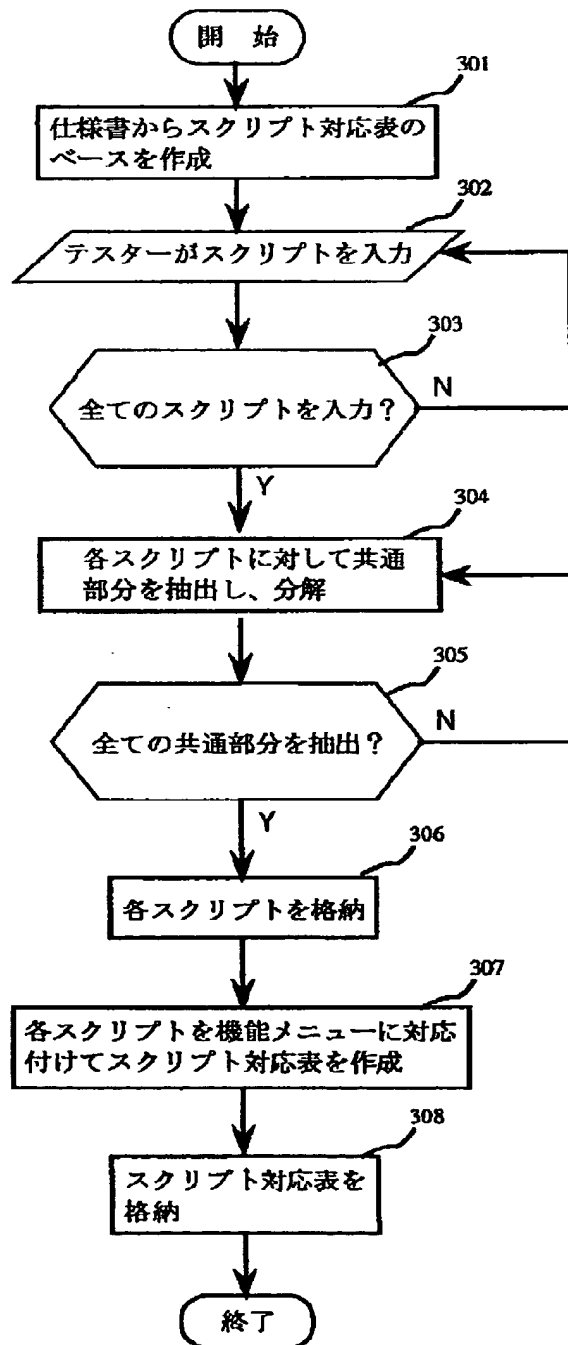 開 始
301
仕様書からスクリプト対応表の
ベースを作成
302
テスターがスクリプトを入力
303
全てのスクリプトを入力?
N
Y
304
各スクリプトに対して共通
部分を抽出し、分解
305
全ての共通部分を抽出?
N
Y
306
各スクリプトを格納
307
各スクリプトを機能メニューに対応
付けてスクリプト対応表を作成
308
スクリプト対応表を
格納
終了